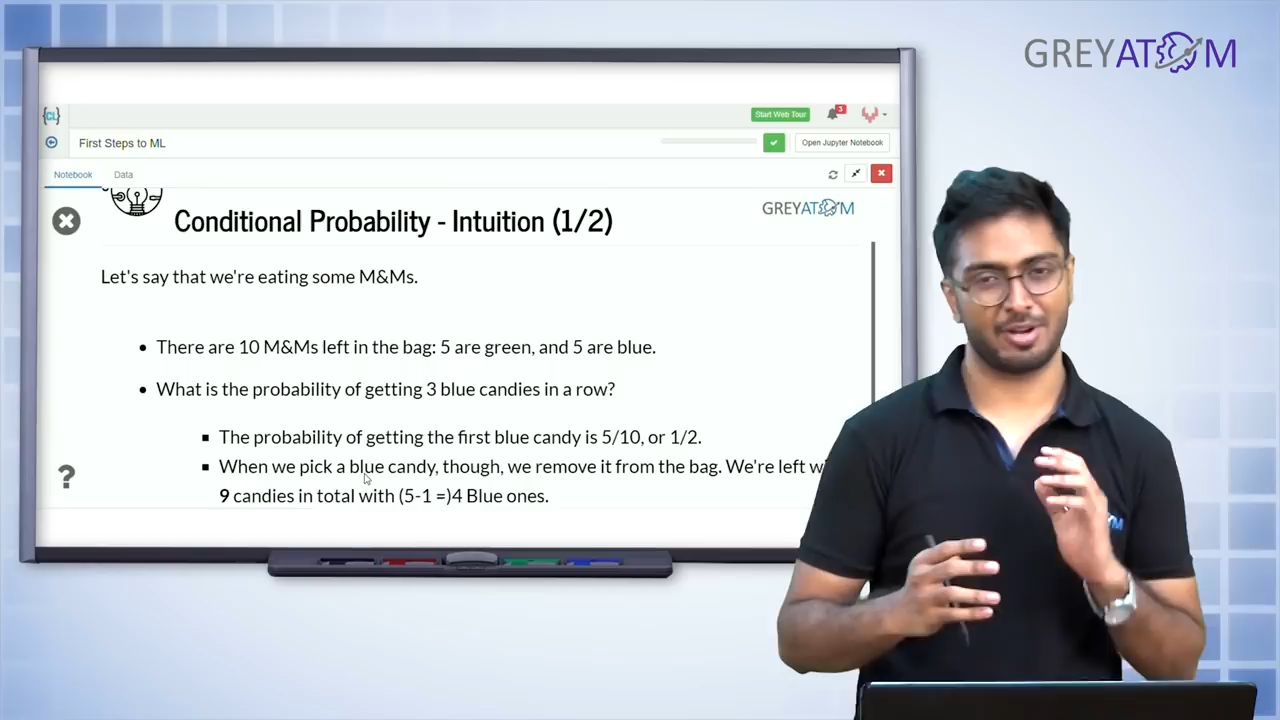 GREYATOM
{CL}
Start Web Tour
3
First Steps to ML
Open Jupyter Notebook
Notebook
Data
Conditional Probability - Intuition (1/2)
GREYATOM
Let's say that we're eating some M&Ms.
There are 10 M&Ms left in the bag: 5 are green, and 5 are blue.
What is the probability of getting 3 blue candies in a row?
The probability of getting the first blue candy is 5/10, or 1/2.
When we pick a blue candy, though, we remove it from the bag. We're left
?
9 candies in total with (5-1 =)4 Blue ones.